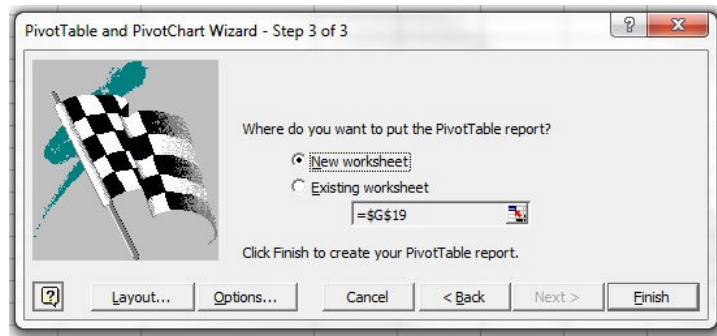 PivotTable and PivotChart Wizard - Step 3 of 3
?
X
Where do you want to put the PivotTable report?
New worksheet
Existing worksheet
=$G$19
Click Finish to create your PivotTable report.
?
Layout...
Options...
Cancel
< Back
Next >
Finish